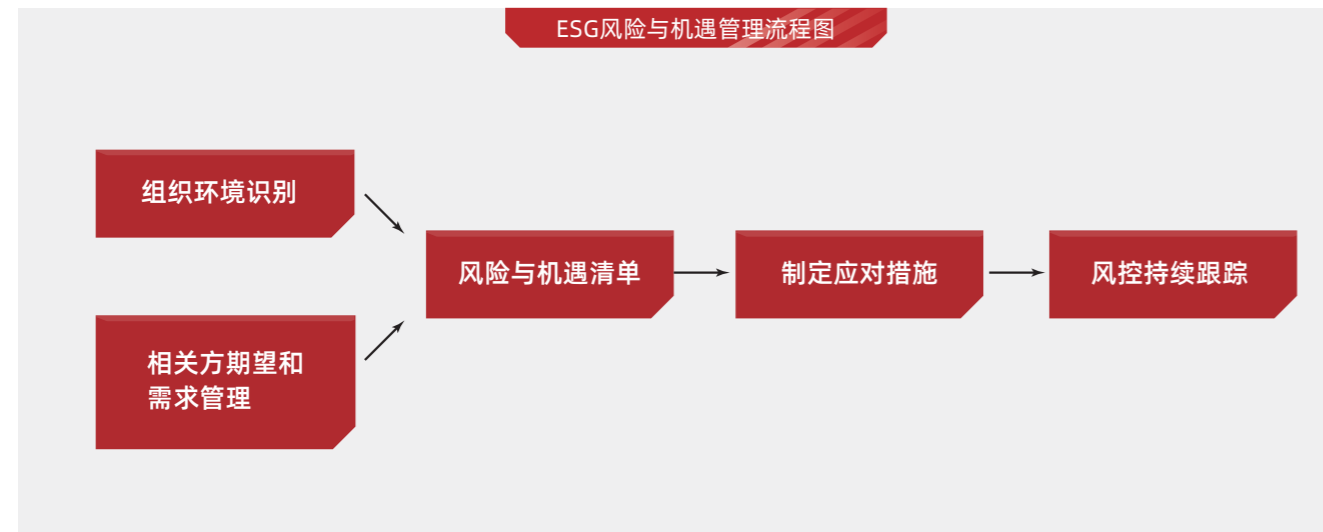 ESG风险与机遇管理流程图
组织环境识别
相关方期望和
需求管理
风险与机遇清单
制定应对措施
风控持续跟踪